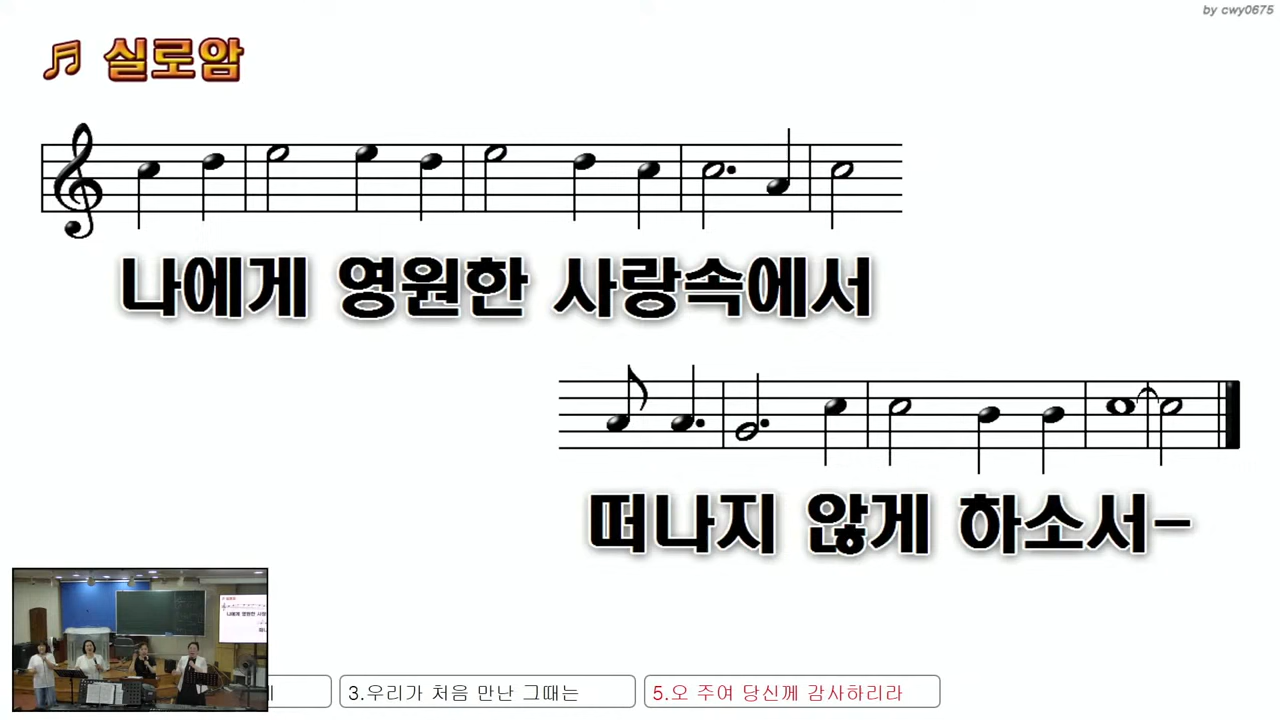 by cwy0675
실로암
나에게 영원한 사랑속에서
떠나지 않게 하소서-
3.우리가 처음 만난 그때는
5.오 주여 당신께 감사하리라